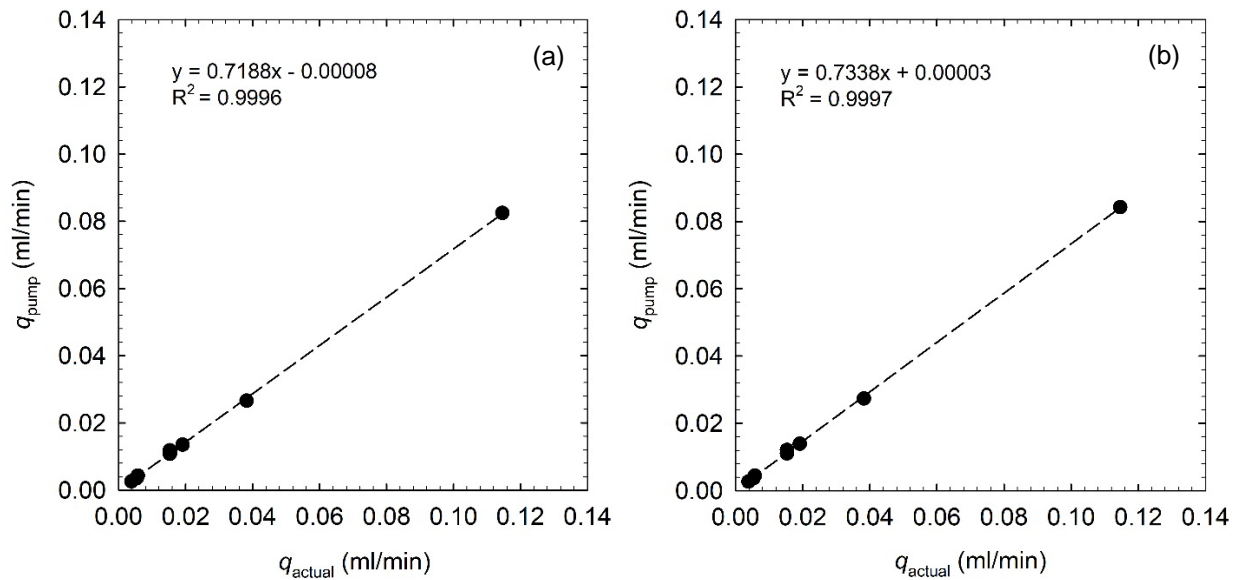 0.14
0.12
0.10
0.08
0.06
0.04
0.02
0.00
q_pump (ml/min)
y = 0.7188x - 0.00008
R² = 0.9996
(a)
0.00 0.02 0.04 0.06 0.08 0.10 0.12 0.14
q_actual (ml/min)
0.14
0.12
0.10
0.08
0.06
0.04
0.02
0.00
q_pump (ml/min)
y = 0.7338x + 0.00003
R² = 0.9997
(b)
0.00 0.02 0.04 0.06 0.08 0.10 0.12 0.14
q_actual (ml/min)